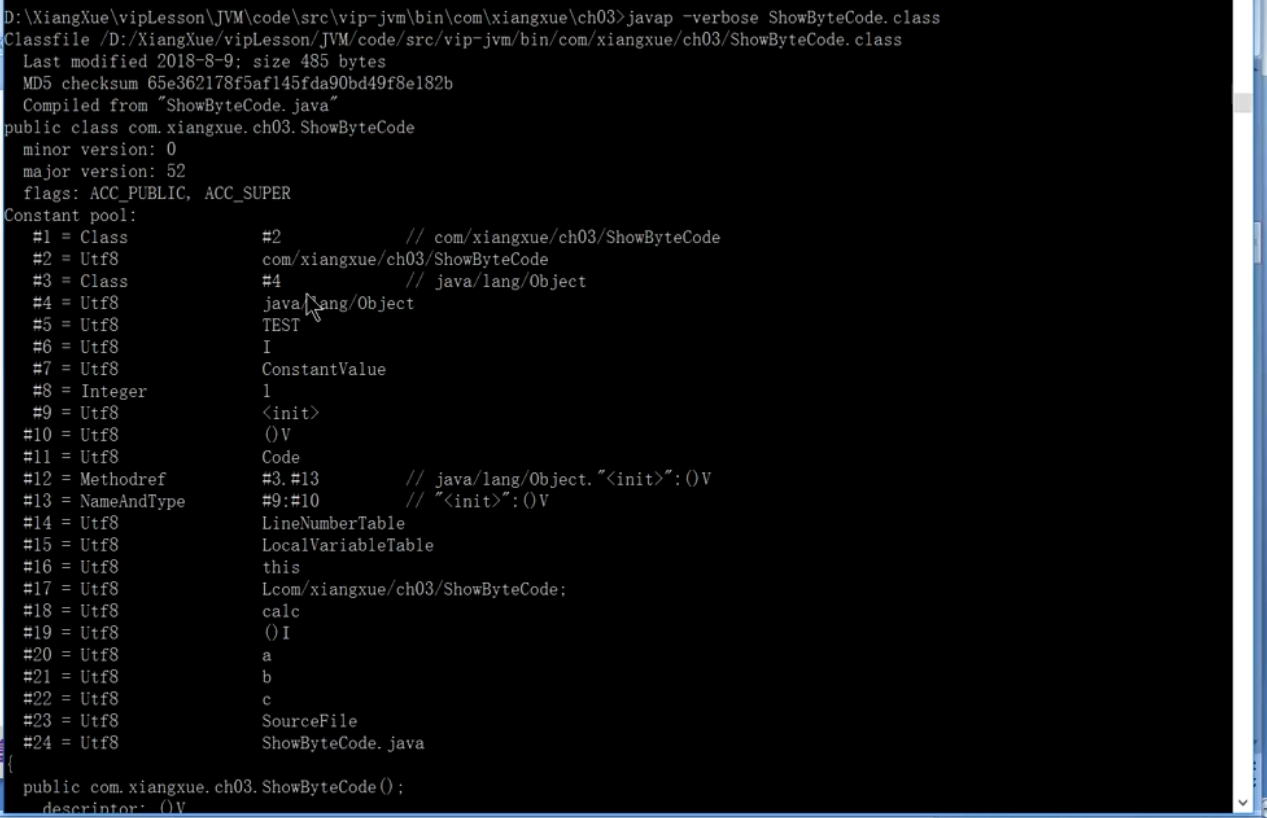 D:\XiangXue\vipLesson\JVM\code\src\vip-jvm\bin\com\xiangxue\ch03>javap -verbose ShowByteCode.class
Classfile /D:/XiangXue/vipLesson/JVM/code/src/vip-jvm/bin/com/xiangxue/ch03/ShowByteCode.class
  Last modified 2018-8-9; size 485 bytes
  MD5 checksum 65e362178f5af145fda90bd49f8e182b
  Compiled from "ShowByteCode.java"
public class com.xiangxue.ch03.ShowByteCode
  minor version: 0
  major version: 52
  flags: ACC_PUBLIC, ACC_SUPER
Constant pool:
   #1 = Class              #2             // com/xiangxue/ch03/ShowByteCode
   #2 = Utf8               com/xiangxue/ch03/ShowByteCode
   #3 = Class              #4             // java/lang/Object
   #4 = Utf8               java/lang/Object
   #5 = Utf8               TEST
   #6 = Utf8               I
   #7 = Utf8               ConstantValue
   #8 = Integer            1
   #9 = Utf8               <init>
  #10 = Utf8               ()V
  #11 = Utf8               Code
  #12 = Methodref          #3.#13         // java/lang/Object."<init>":()V
  #13 = NameAndType        #9:#10         // "<init>":()V
  #14 = Utf8               LineNumberTable
  #15 = Utf8               LocalVariableTable
  #16 = Utf8               this
  #17 = Utf8               Lcom/xiangxue/ch03/ShowByteCode;
  #18 = Utf8               calc
  #19 = Utf8               ()I
  #20 = Utf8               a
  #21 = Utf8               b
  #22 = Utf8               c
  #23 = Utf8               SourceFile
  #24 = Utf8               ShowByteCode.java
{
  public com.xiangxue.ch03.ShowByteCode();
    descriptor: ()V